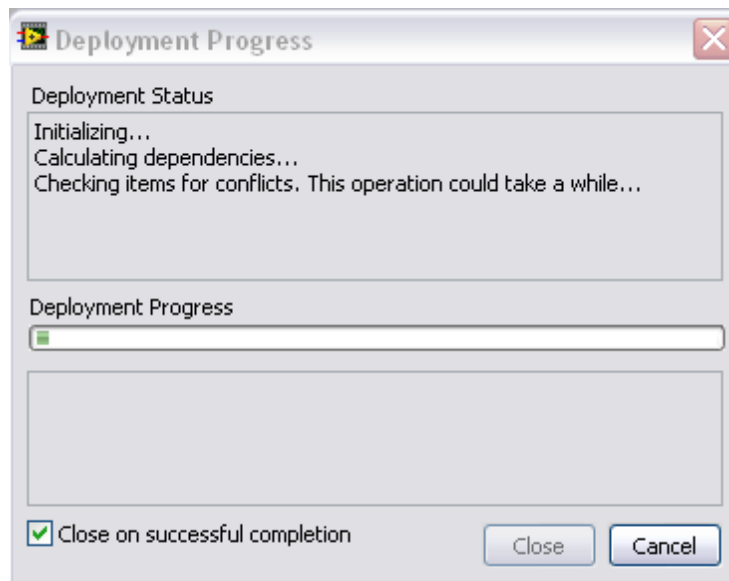 Deployment Progress
Deployment Status
Initializing...
Calculating dependencies...
Checking items for conflicts. This operation could take a while...
Deployment Progress
Close on successful completion
Close
Cancel